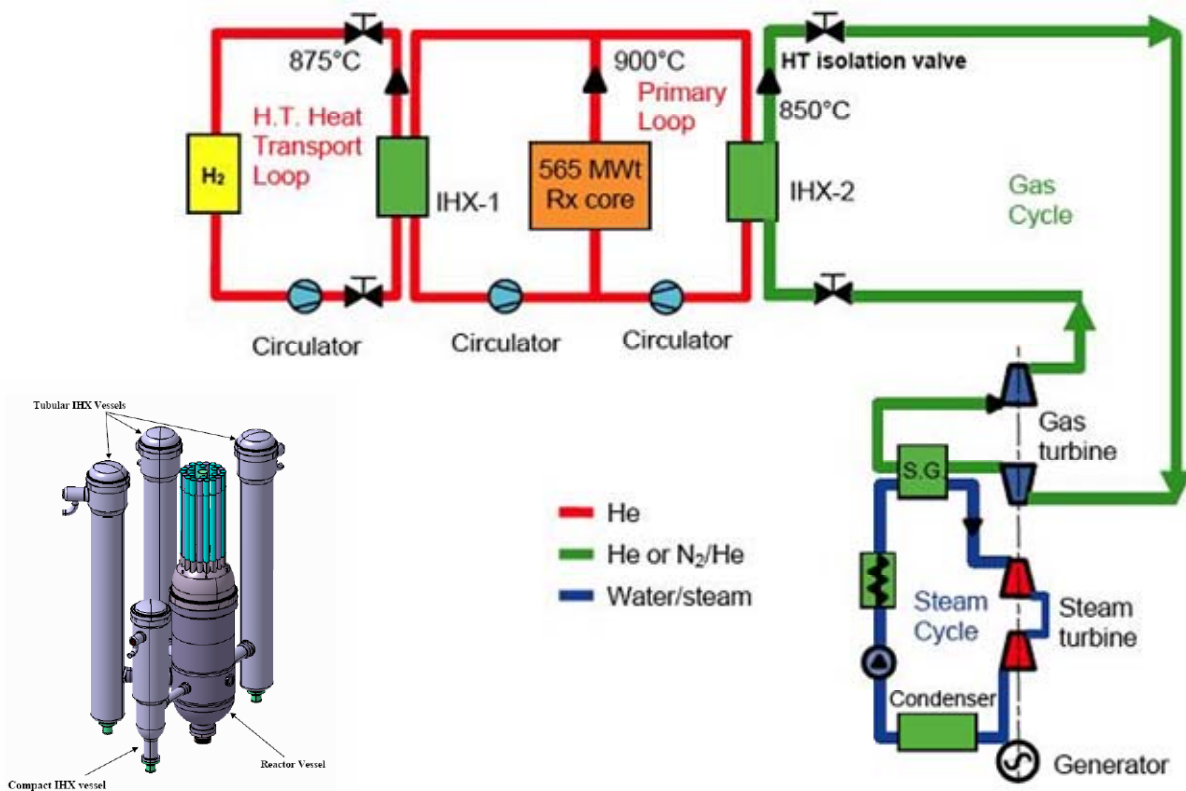 875°C
900°C
HT isolation valve
850°C
H.T. Heat
Transport
Loop
Primary
Loop
H₂
IHX-1
565 MWt
Rx core
IHX-2
Gas
Cycle
Circulator
Circulator
Circulator
Tubular IHX Vessels
Reactor Vessel
Compact IHX vessel
He
He or N₂/He
Water/steam
Gas
turbine
S.G.
Steam
Cycle
Steam
turbine
Condenser
Generator